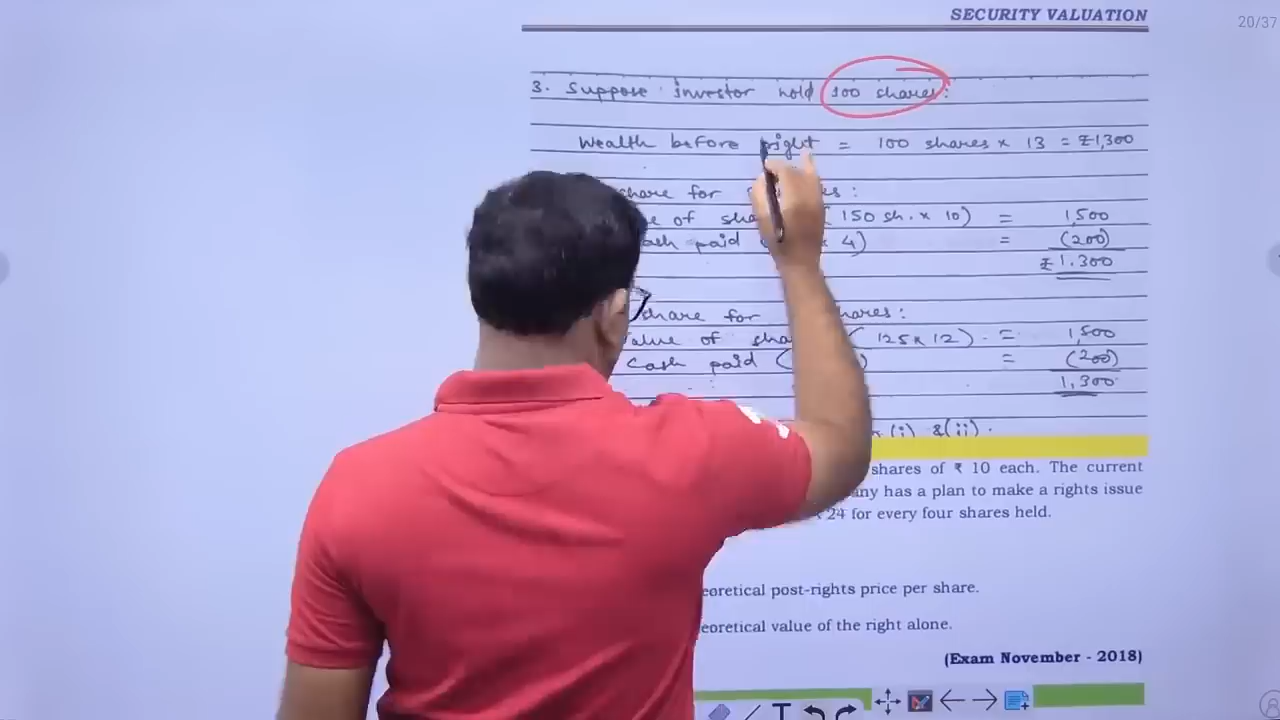 SECURITY VALUATION
20/37
3. Suppose investor hold 100 shares:
Wealth before right = 100 shares × 13 = ₹1,300
share for
of sha (150 sh. × 10) = 1,500
paid 4) = (200)
₹ 1,300
share for shares:
Value of sha (125 × 12) = 1,500
Cash paid ( ) = (200)
1,300
(i) & (ii).
shares of ₹ 10 each. The current
has a plan to make a rights issue
24 for every four shares held.
post-rights price per share.
value of the right alone.
(Exam November - 2018)
T